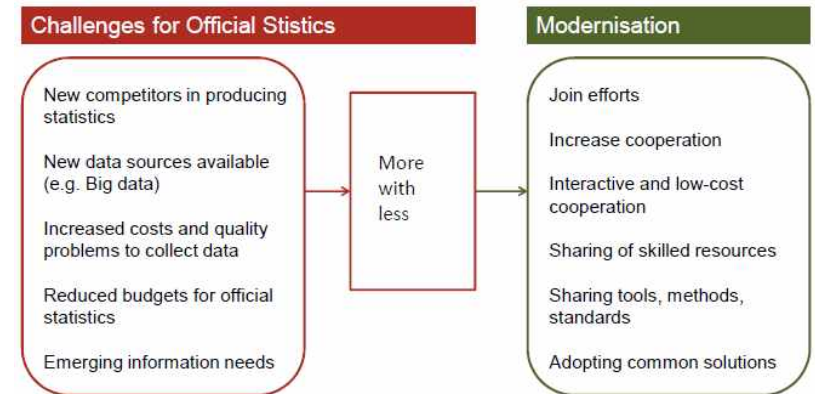 Challenges for Official Stistics
New competitors in producing
statistics
New data sources available
(e.g. Big data)
Increased costs and quality
problems to collect data
Reduced budgets for official
statistics
Emerging information needs
More
with
less
Modernisation
Join efforts
Increase cooperation
Interactive and low-cost
cooperation
Sharing of skilled resources
Sharing tools, methods,
standards
Adopting common solutions